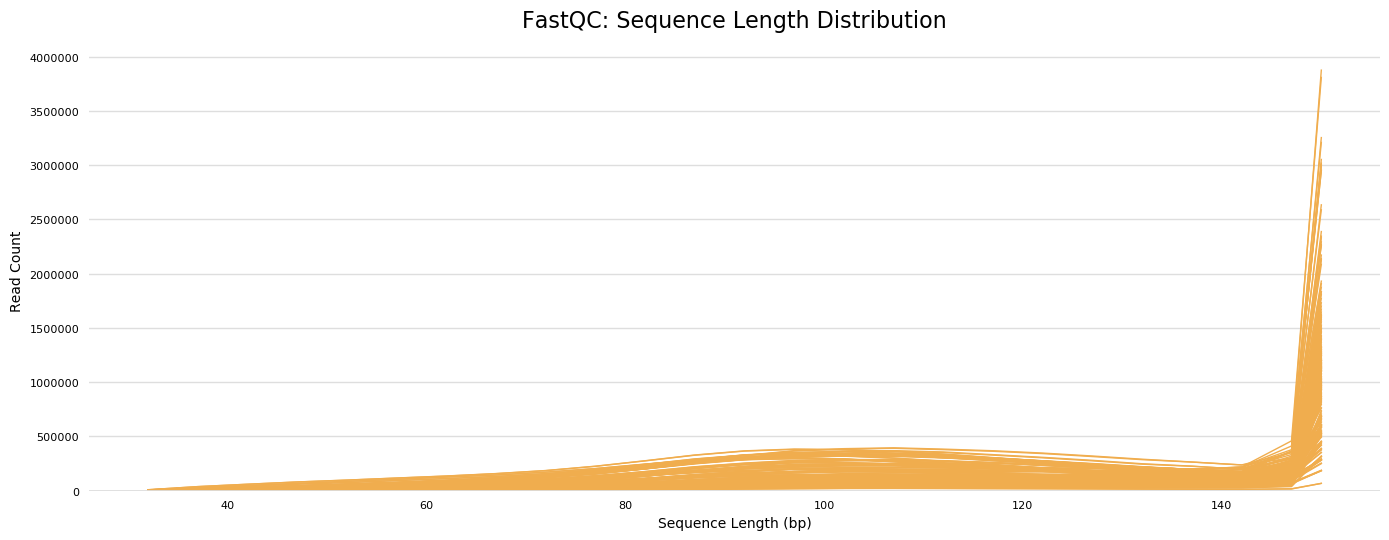 FastQC: Sequence Length Distribution
4000000
3500000
3000000
2500000
2000000
1500000
1000000
500000
0
Read Count
40 60 80 100 120 140
Sequence Length (bp)